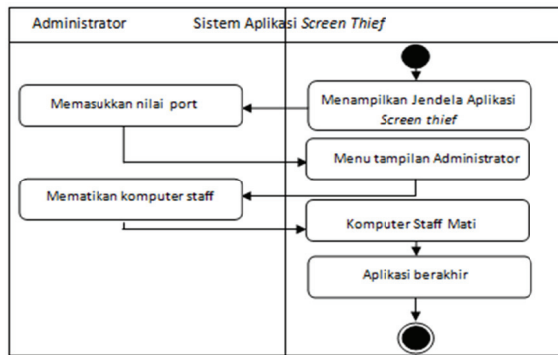 Administrator
Sistem Aplikasi Screen Thief
Menampilkan Jendela Aplikasi
Screen thief
Memasukkan nilai port
Menu tampilan Administrator
Mematikan komputer staff
Komputer Staff Mati
Aplikasi berakhir